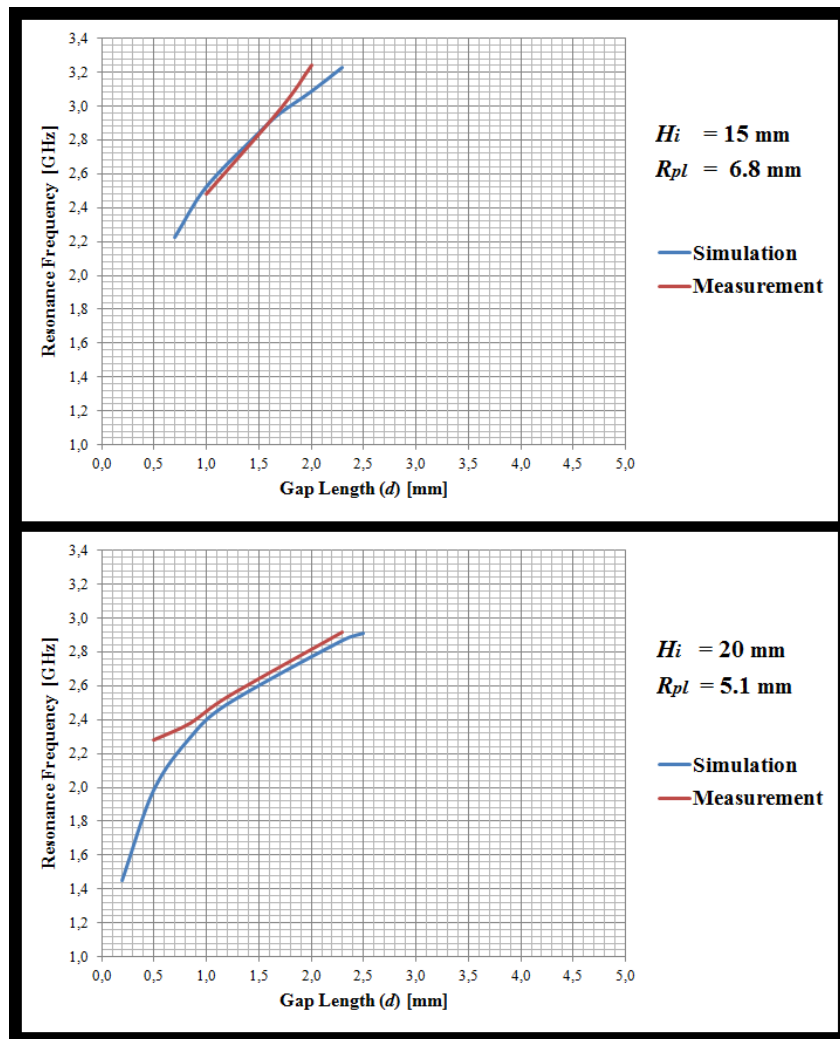 3,4
3,2
3,0
2,8
2,6
2,4
2,2
2,0
1,8
1,6
1,4
1,2
1,0
Resonance Frequency [GHz]
0,0 0,5 1,0 1,5 2,0 2,5 3,0 3,5 4,0 4,5 5,0
Gap Length (d) [mm]
Hi = 15 mm
Rpl = 6.8 mm
Simulation
Measurement
3,4
3,2
3,0
2,8
2,6
2,4
2,2
2,0
1,8
1,6
1,4
1,2
1,0
Resonance Frequency [GHz]
0,0 0,5 1,0 1,5 2,0 2,5 3,0 3,5 4,0 4,5 5,0
Gap Length (d) [mm]
Hi = 20 mm
Rpl = 5.1 mm
Simulation
Measurement